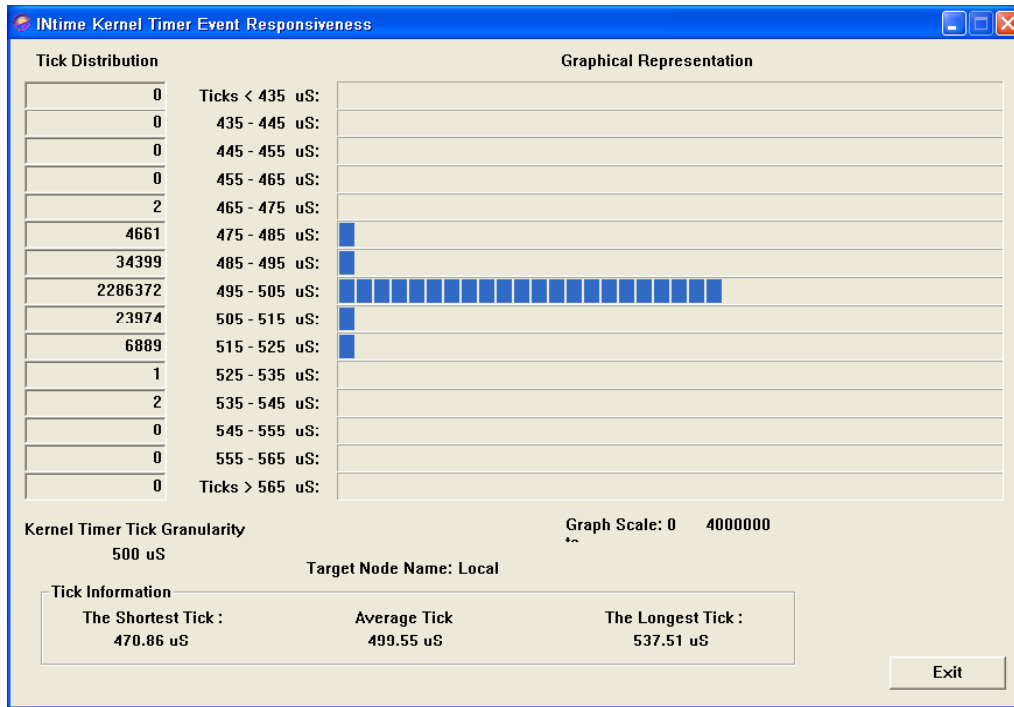 INtime Kernel Timer Event Responsiveness
Tick Distribution Graphical Representation
0 Ticks < 435 uS:
0 435 - 445 uS:
0 445 - 455 uS:
0 455 - 465 uS:
2 465 - 475 uS:
4661 475 - 485 uS:
34399 485 - 495 uS:
2286372 495 - 505 uS:
23974 505 - 515 uS:
6889 515 - 525 uS:
1 525 - 535 uS:
2 535 - 545 uS:
0 545 - 555 uS:
0 555 - 565 uS:
0 Ticks > 565 uS:
Kernel Timer Tick Granularity
500 uS
Graph Scale: 0 4000000
Target Node Name: Local
Tick Information
The Shortest Tick : Average Tick The Longest Tick :
470.86 uS 499.55 uS 537.51 uS
Exit